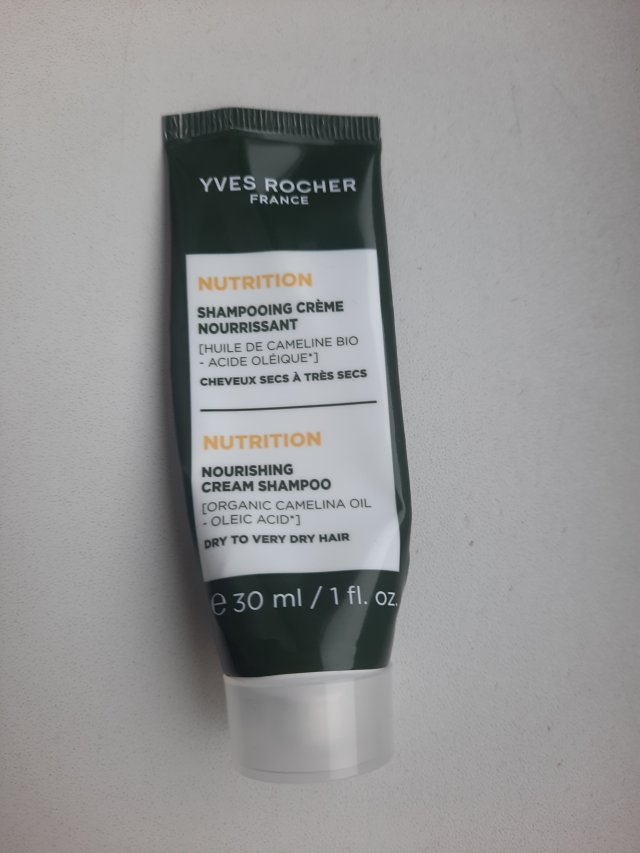 YVES ROCHER
FRANCE
NUTRITION
SHAMPOOING CRÈME
NOURRISSANT
[HUILE DE CAMELINE BIO
- ACIDE OLÉIQUE*]
CHEVEUX SECS À TRÈS SECS
NUTRITION
NOURISHING
CREAM SHAMPOO
[ORGANIC CAMELINA OIL
- OLEIC ACID*]
DRY TO VERY DRY HAIR
℮ 30 ml / 1 fl. oz.